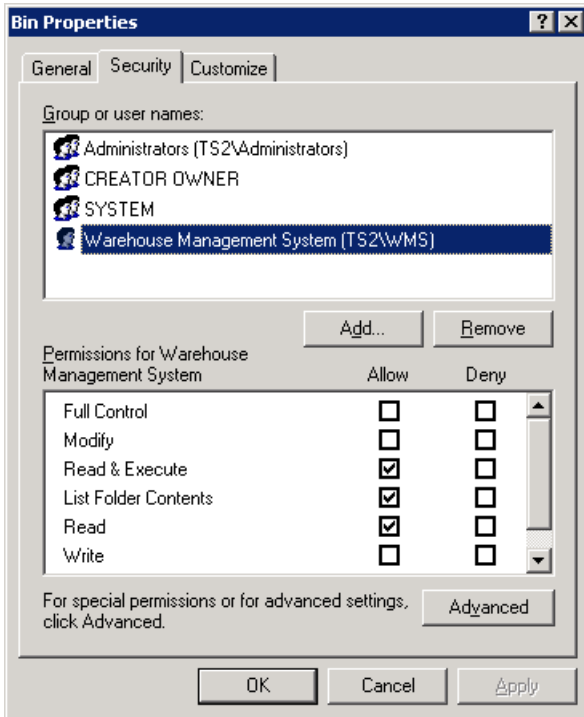 Bin Properties
General Security Customize
Group or user names:
Administrators (TS2\Administrators)
CREATOR OWNER
SYSTEM
Warehouse Management System (TS2\WMS)
Add... Remove
Permissions for Warehouse
Management System Allow Deny
Full Control
Modify
Read & Execute
List Folder Contents
Read
Write
For special permissions or for advanced settings,
click Advanced.
Advanced
OK Cancel Apply